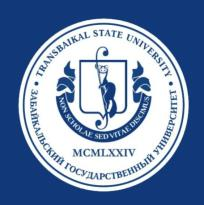 TRANSBAIKAL STATE UNIVERSITY
NON SCHOLAE SED VITAE DISCIMUS
MCMLXXIV
ЗАБАЙКАЛЬСКИЙ ГОСУДАРСТВЕННЫЙ УНИВЕРСИТЕТ